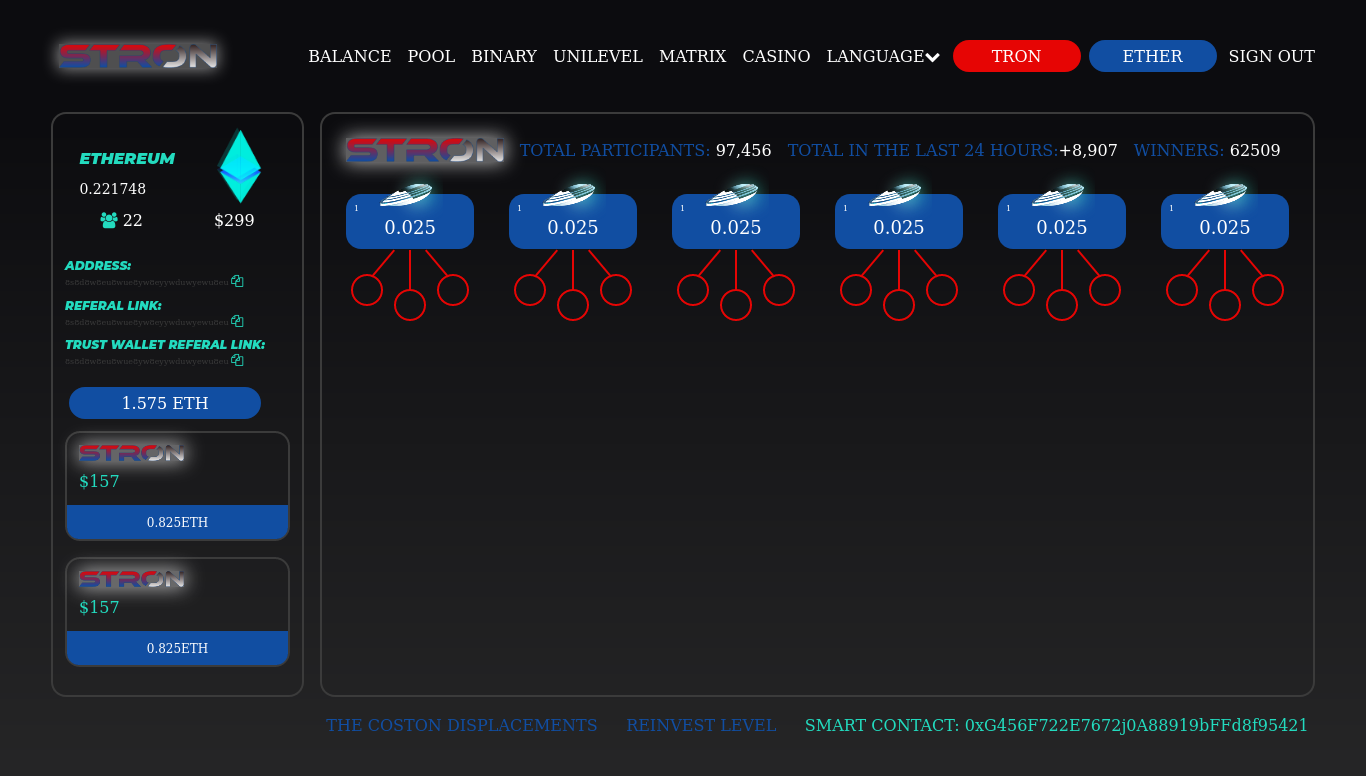 STRON BALANCE POOL BINARY UNILEVEL MATRIX CASINO LANGUAGE TRON ETHER SIGN OUT
ETHEREUM
0.221748
22 $299
ADDRESS:
REFERAL LINK:
TRUST WALLET REFERAL LINK:
1.575 ETH
STRON
$157
0.825ETH
STRON
$157
0.825ETH
STRON TOTAL PARTICIPANTS: 97,456 TOTAL IN THE LAST 24 HOURS:+8,907 WINNERS: 62509
1 1 1 1 1 1
0.025 0.025 0.025 0.025 0.025 0.025
THE COSTON DISPLACEMENTS REINVEST LEVEL SMART CONTACT: 0xG456F722E7672j0A88919bFFd8f95421